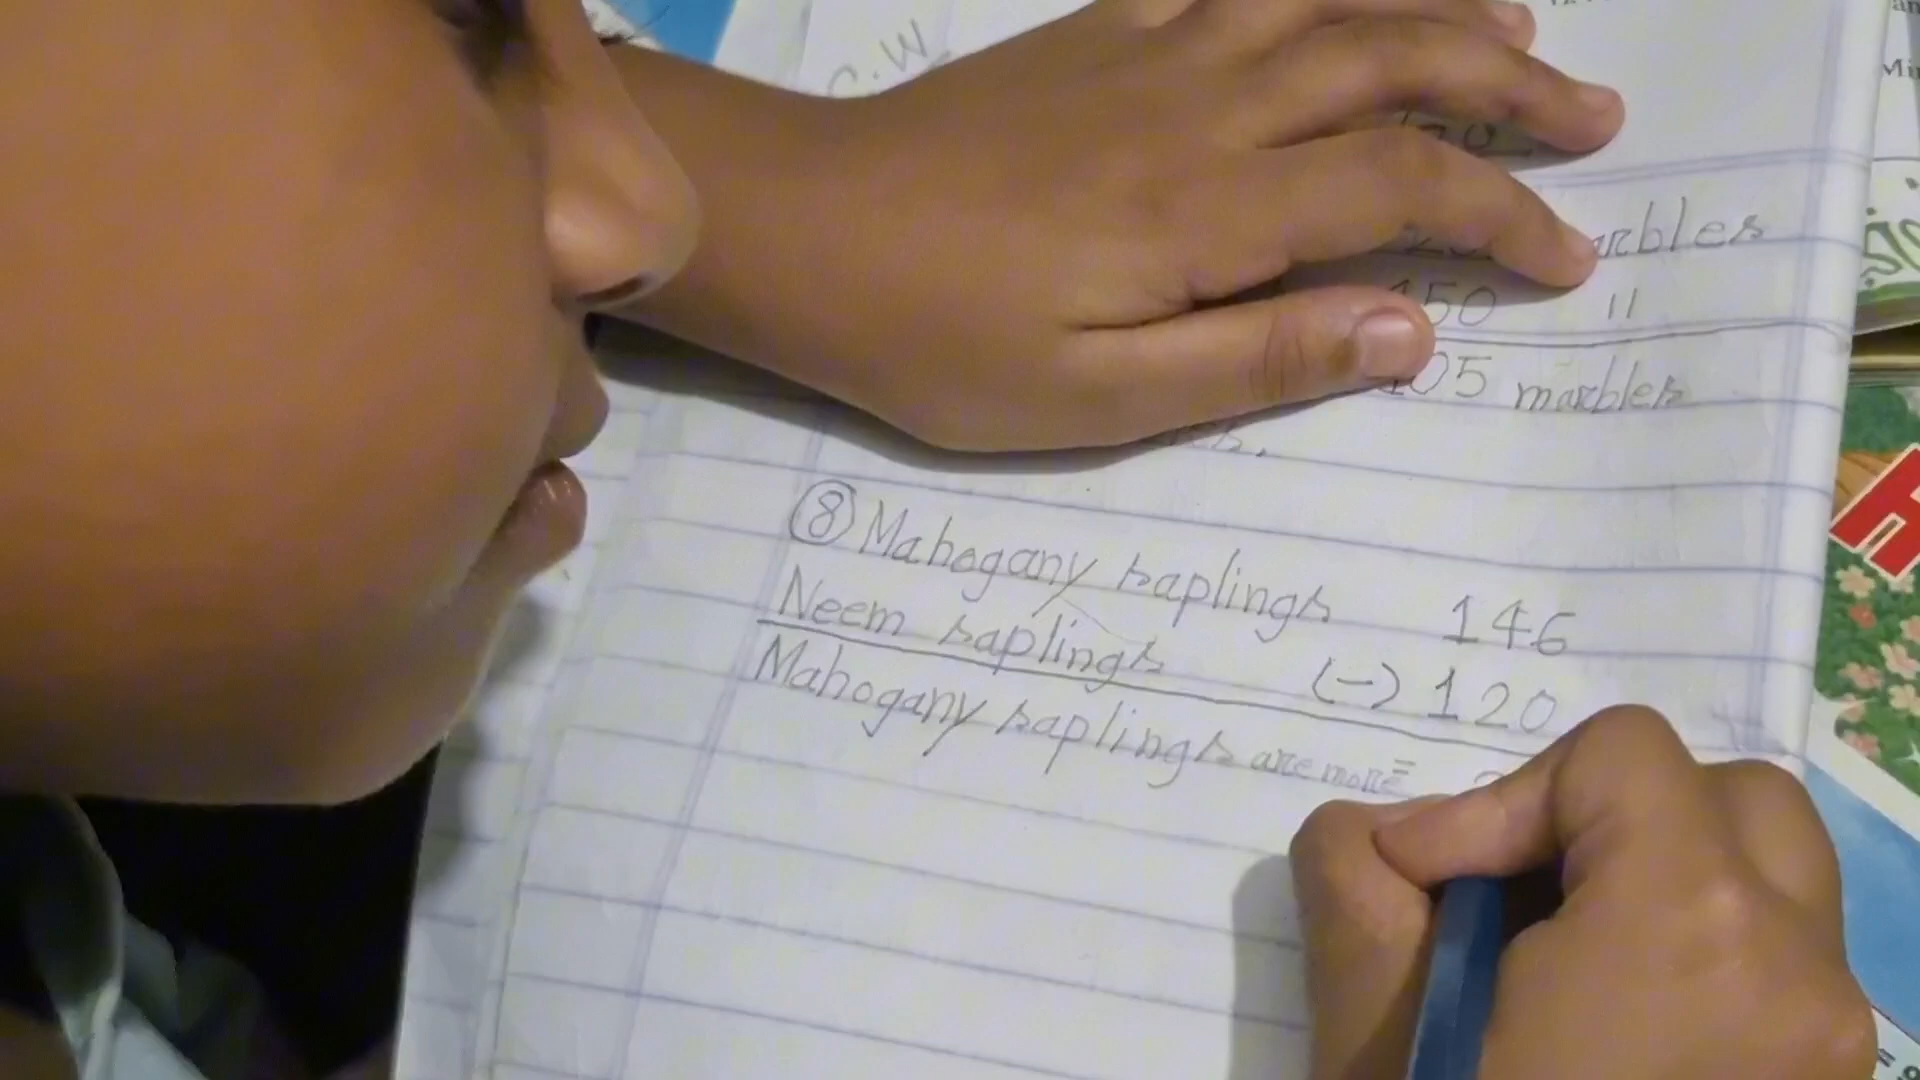 C.W
marbles
150 "
105 marbles
⑧ Mahogany saplings 146
Neem saplings (-) 120
Mahogany saplings are more =
H